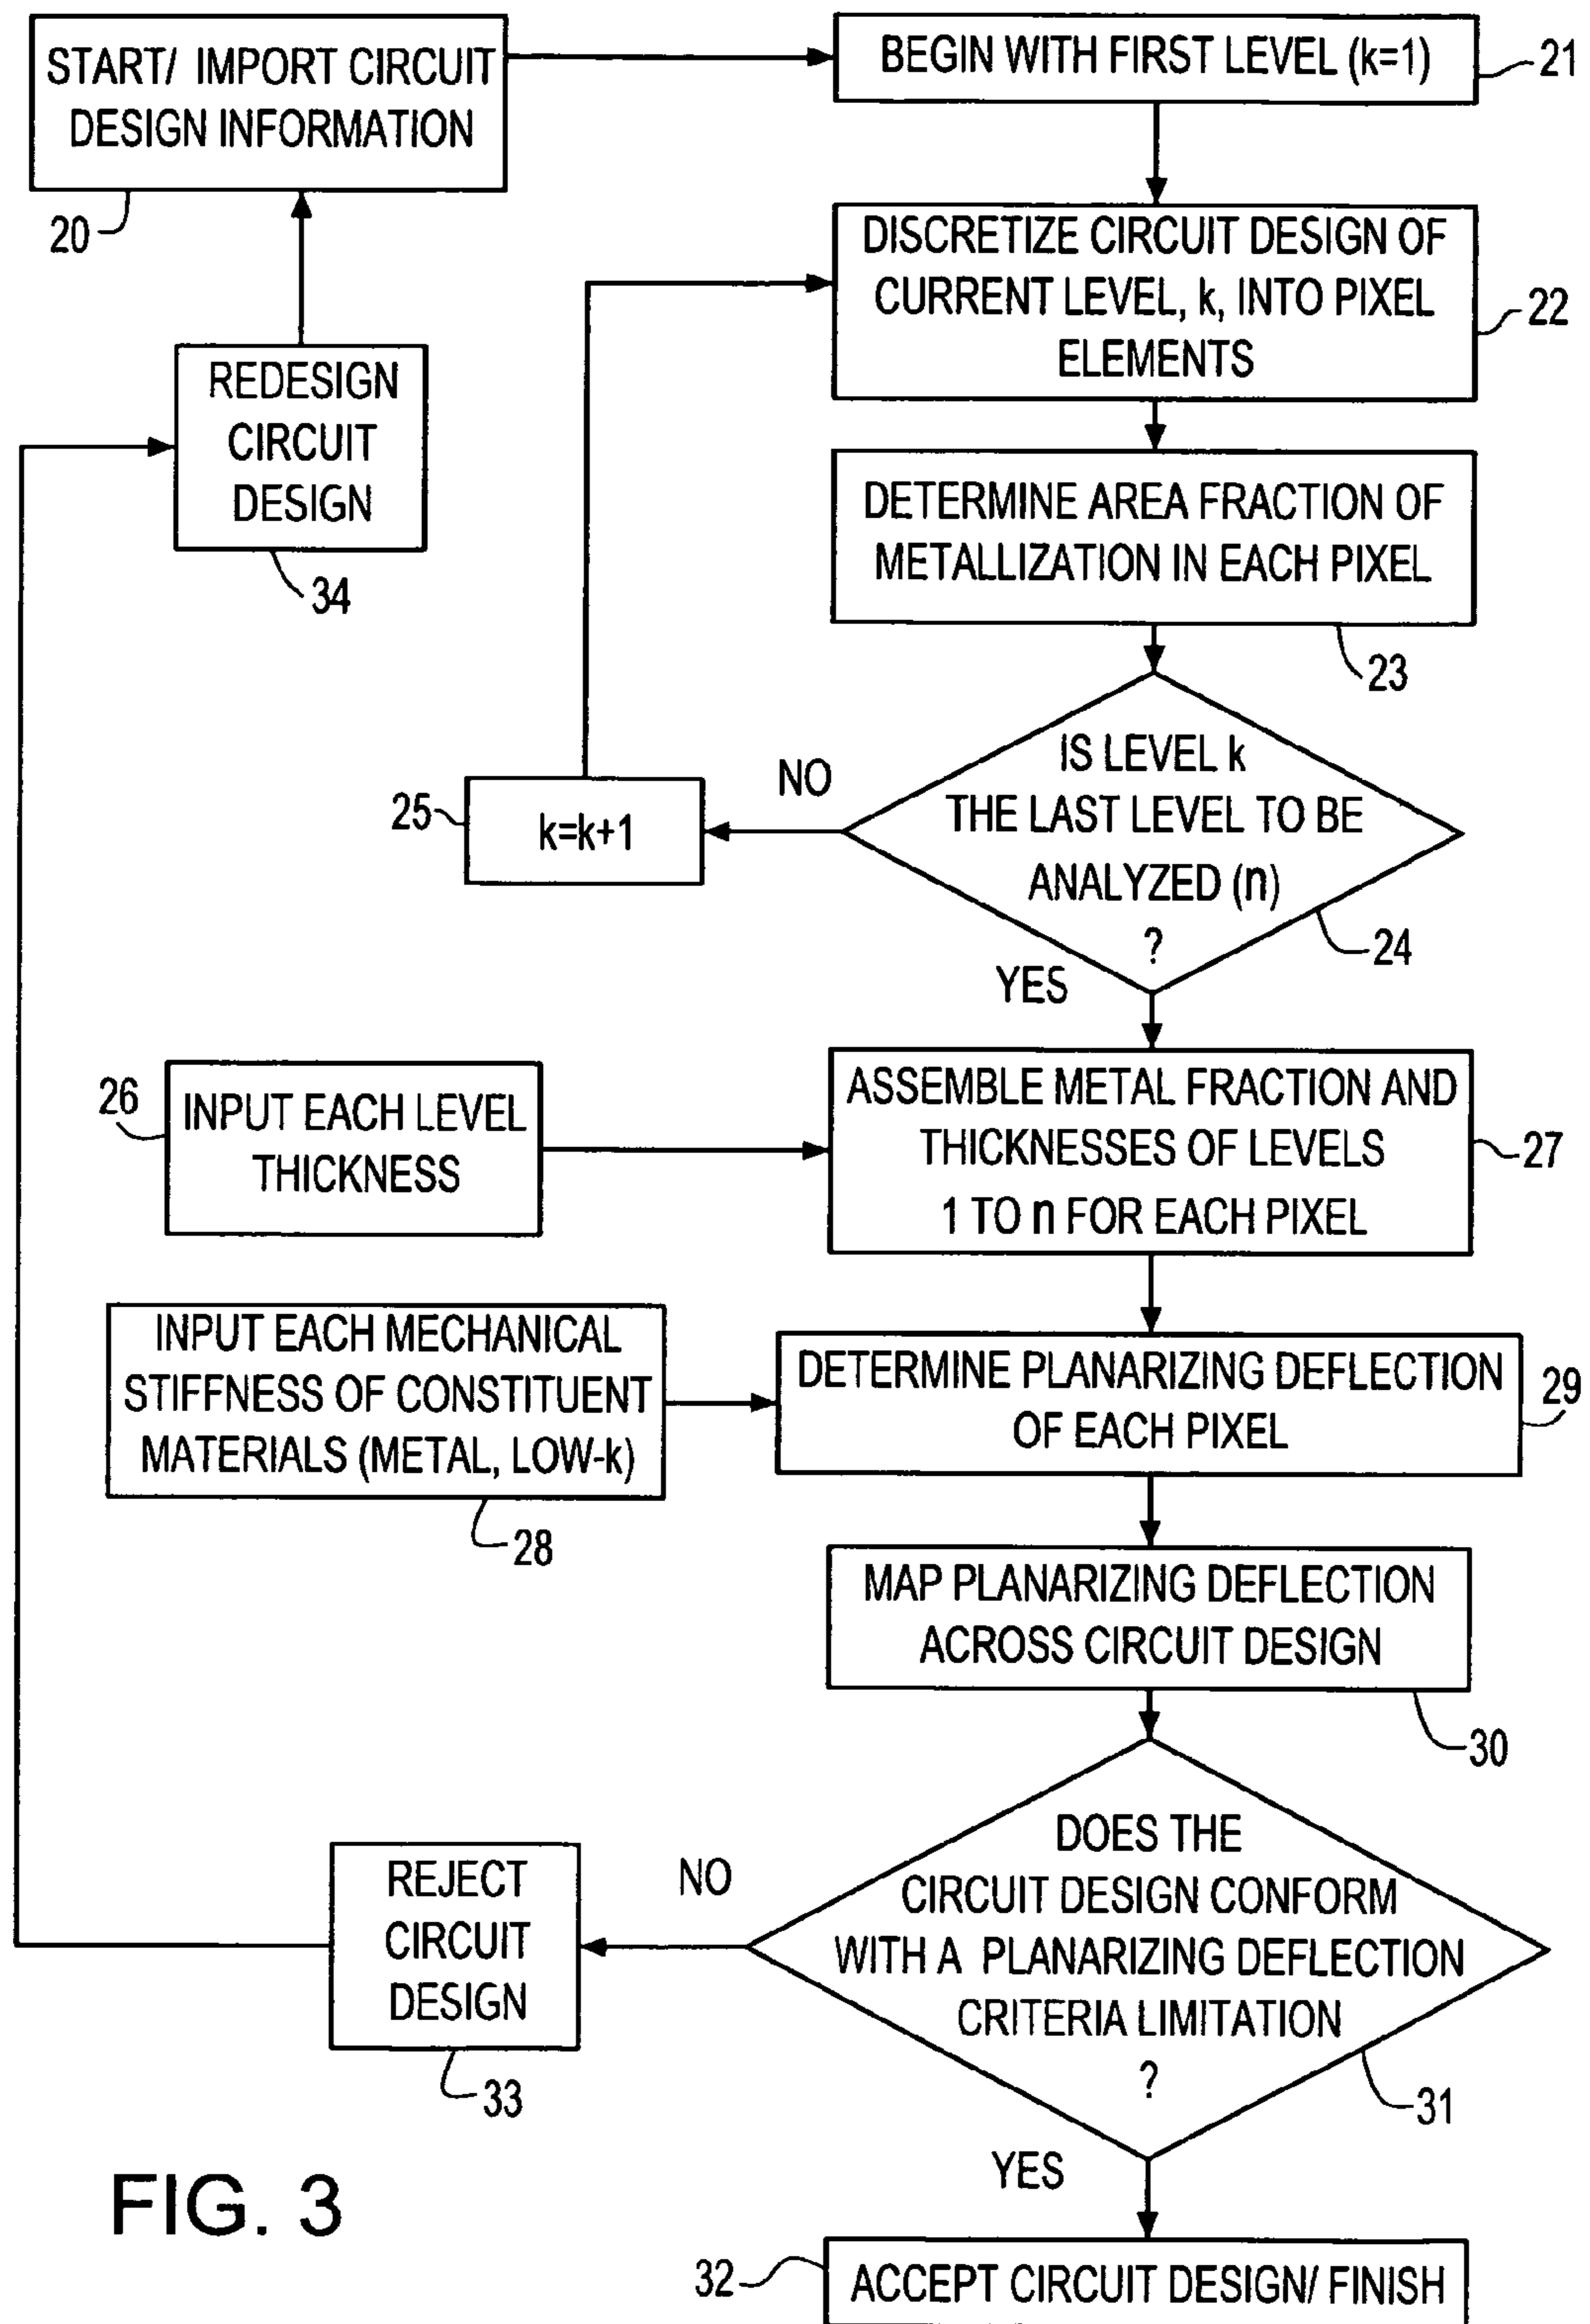 START/ IMPORT CIRCUIT
DESIGN INFORMATION
20
BEGIN WITH FIRST LEVEL (k=1)
21
DISCRETIZE CIRCUIT DESIGN OF
CURRENT LEVEL, k, INTO PIXEL
ELEMENTS
22
REDESIGN
CIRCUIT
DESIGN
34
DETERMINE AREA FRACTION OF
METALLIZATION IN EACH PIXEL
23
IS LEVEL k
THE LAST LEVEL TO BE
ANALYZED (n)
?
24
NO
25
k=k+1
YES
26
INPUT EACH LEVEL
THICKNESS
ASSEMBLE METAL FRACTION AND
THICKNESSES OF LEVELS
1 TO n FOR EACH PIXEL
27
INPUT EACH MECHANICAL
STIFFNESS OF CONSTITUENT
MATERIALS (METAL, LOW-k)
28
DETERMINE PLANARIZING DEFLECTION
OF EACH PIXEL
29
MAP PLANARIZING DEFLECTION
ACROSS CIRCUIT DESIGN
30
DOES THE
CIRCUIT DESIGN CONFORM
WITH A PLANARIZING DEFLECTION
CRITERIA LIMITATION
?
31
NO
REJECT
CIRCUIT
DESIGN
33
YES
32
ACCEPT CIRCUIT DESIGN/ FINISH
FIG. 3